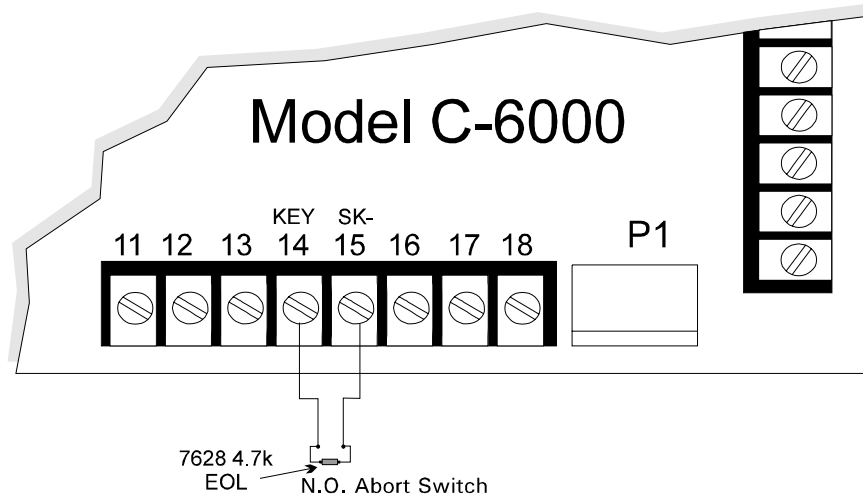 Model C-6000
KEY SK-
11 12 13 14 15 16 17 18
P1
7628 4.7k
EOL
N.O. Abort Switch